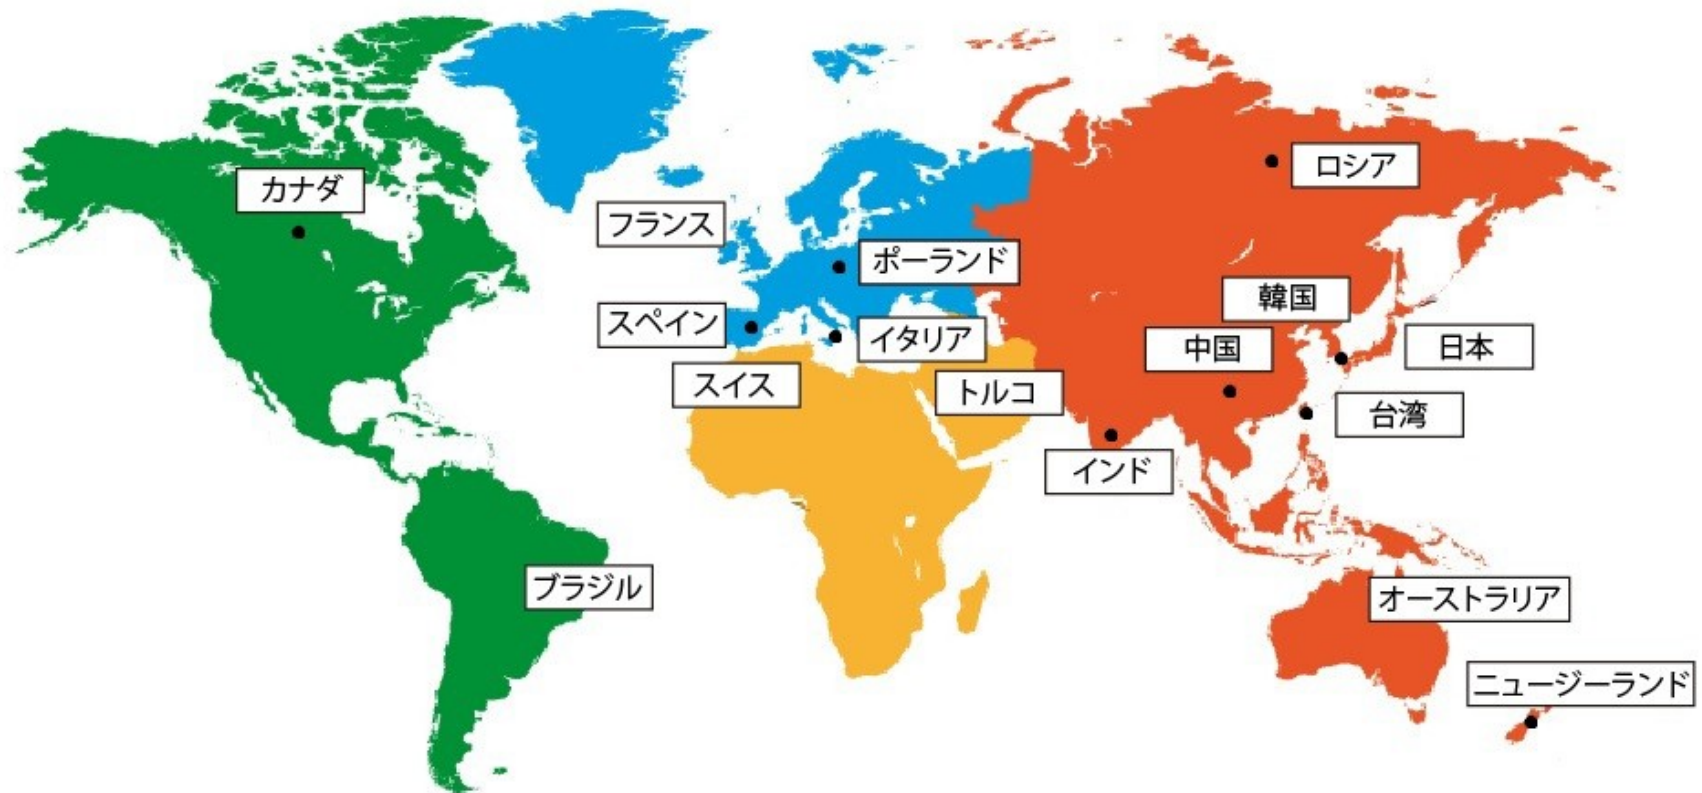 カナダ
ロシア
フランス
ポーランド
韓国
スペイン
イタリア
中国
日本
スイス
トルコ
台湾
インド
ブラジル
オーストラリア
ニュージーランド